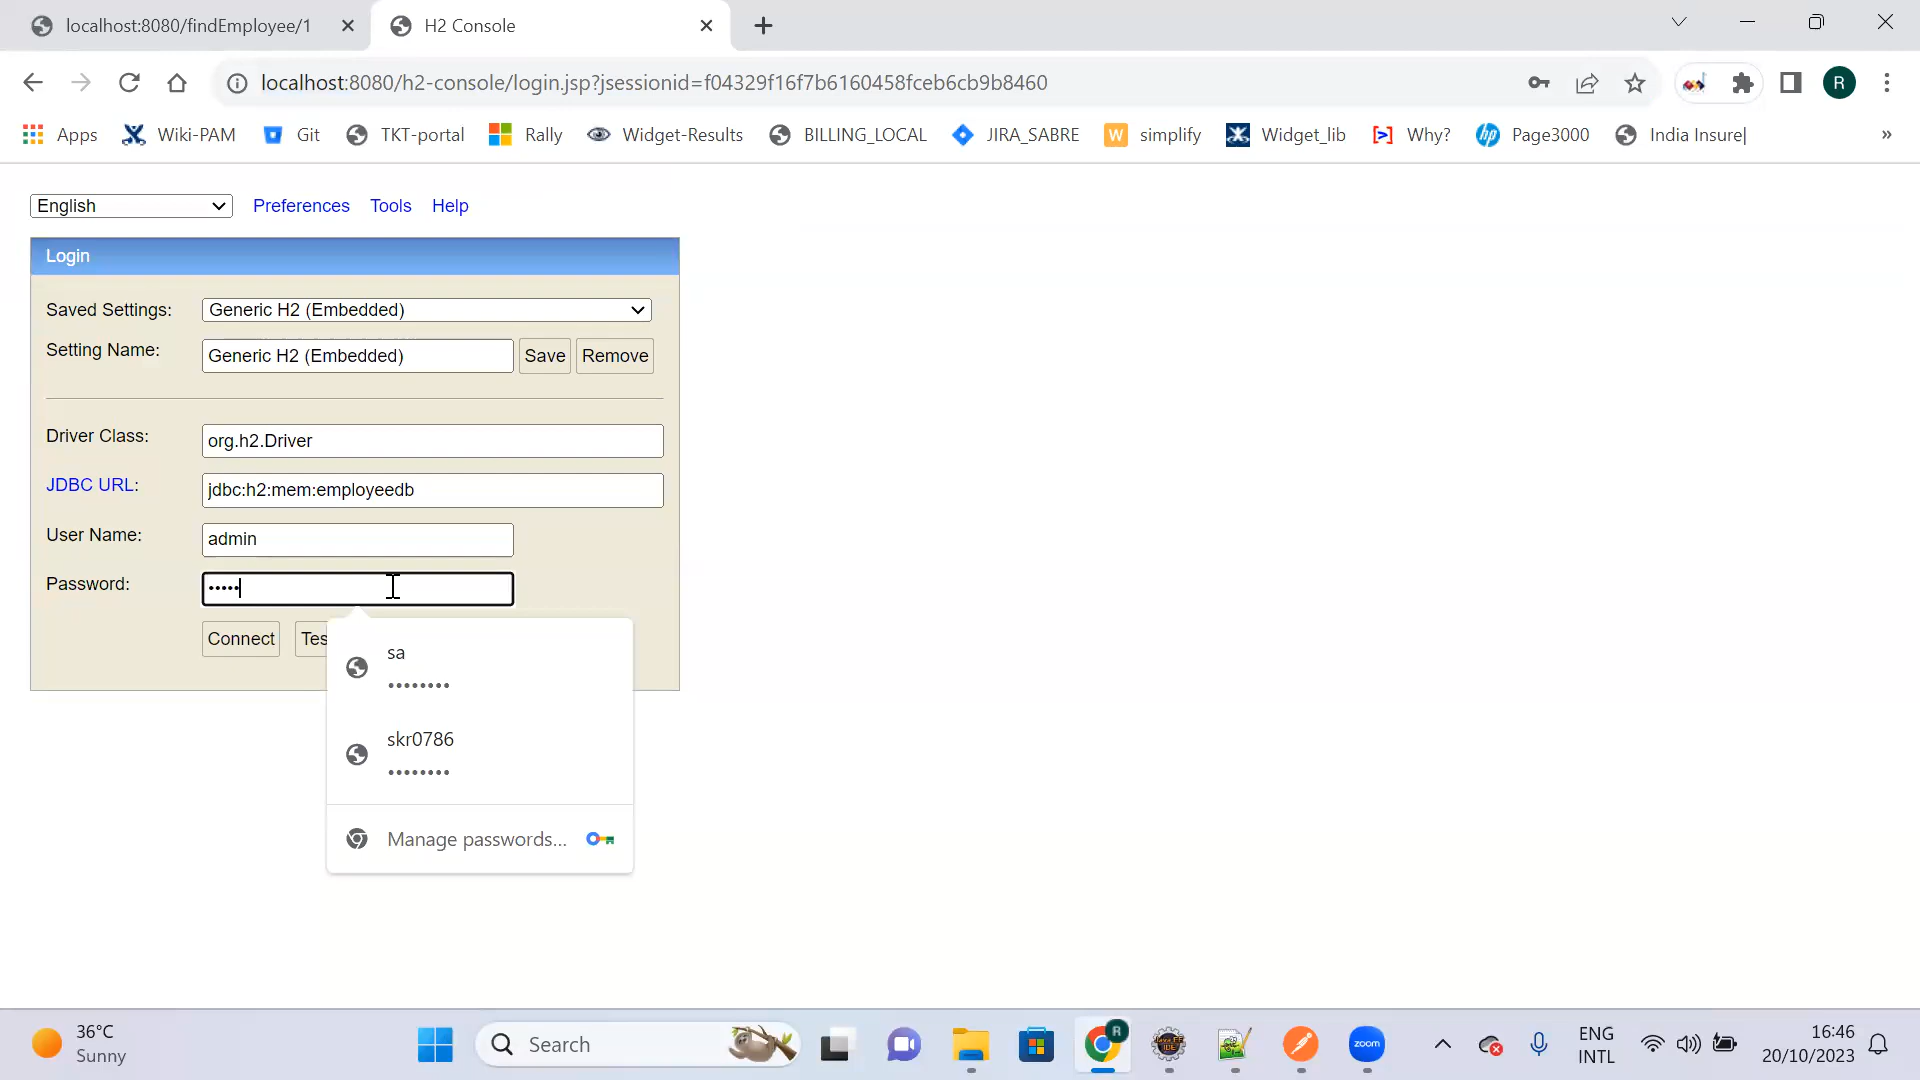 localhost:8080/findEmployee/1
H2 Console
localhost:8080/h2-console/login.jsp?jsessionid=f04329f16f7b6160458fceb6cb9b8460
R
Apps Wiki-PAM Git TKT-portal Rally Widget-Results BILLING_LOCAL JIRA_SABRE W simplify Widget_lib Why? hp Page3000 India Insure| »
English Preferences Tools Help
Login
Saved Settings: Generic H2 (Embedded)
Setting Name: Generic H2 (Embedded) Save Remove
Driver Class: org.h2.Driver
JDBC URL: jdbc:h2:mem:employeedb
User Name: admin
Password: •••••
Connect Tes
sa
••••••••
skr0786
••••••••
Manage passwords...
36°C
Sunny
Search
R
zoom
ENG
INTL
16:46
20/10/2023